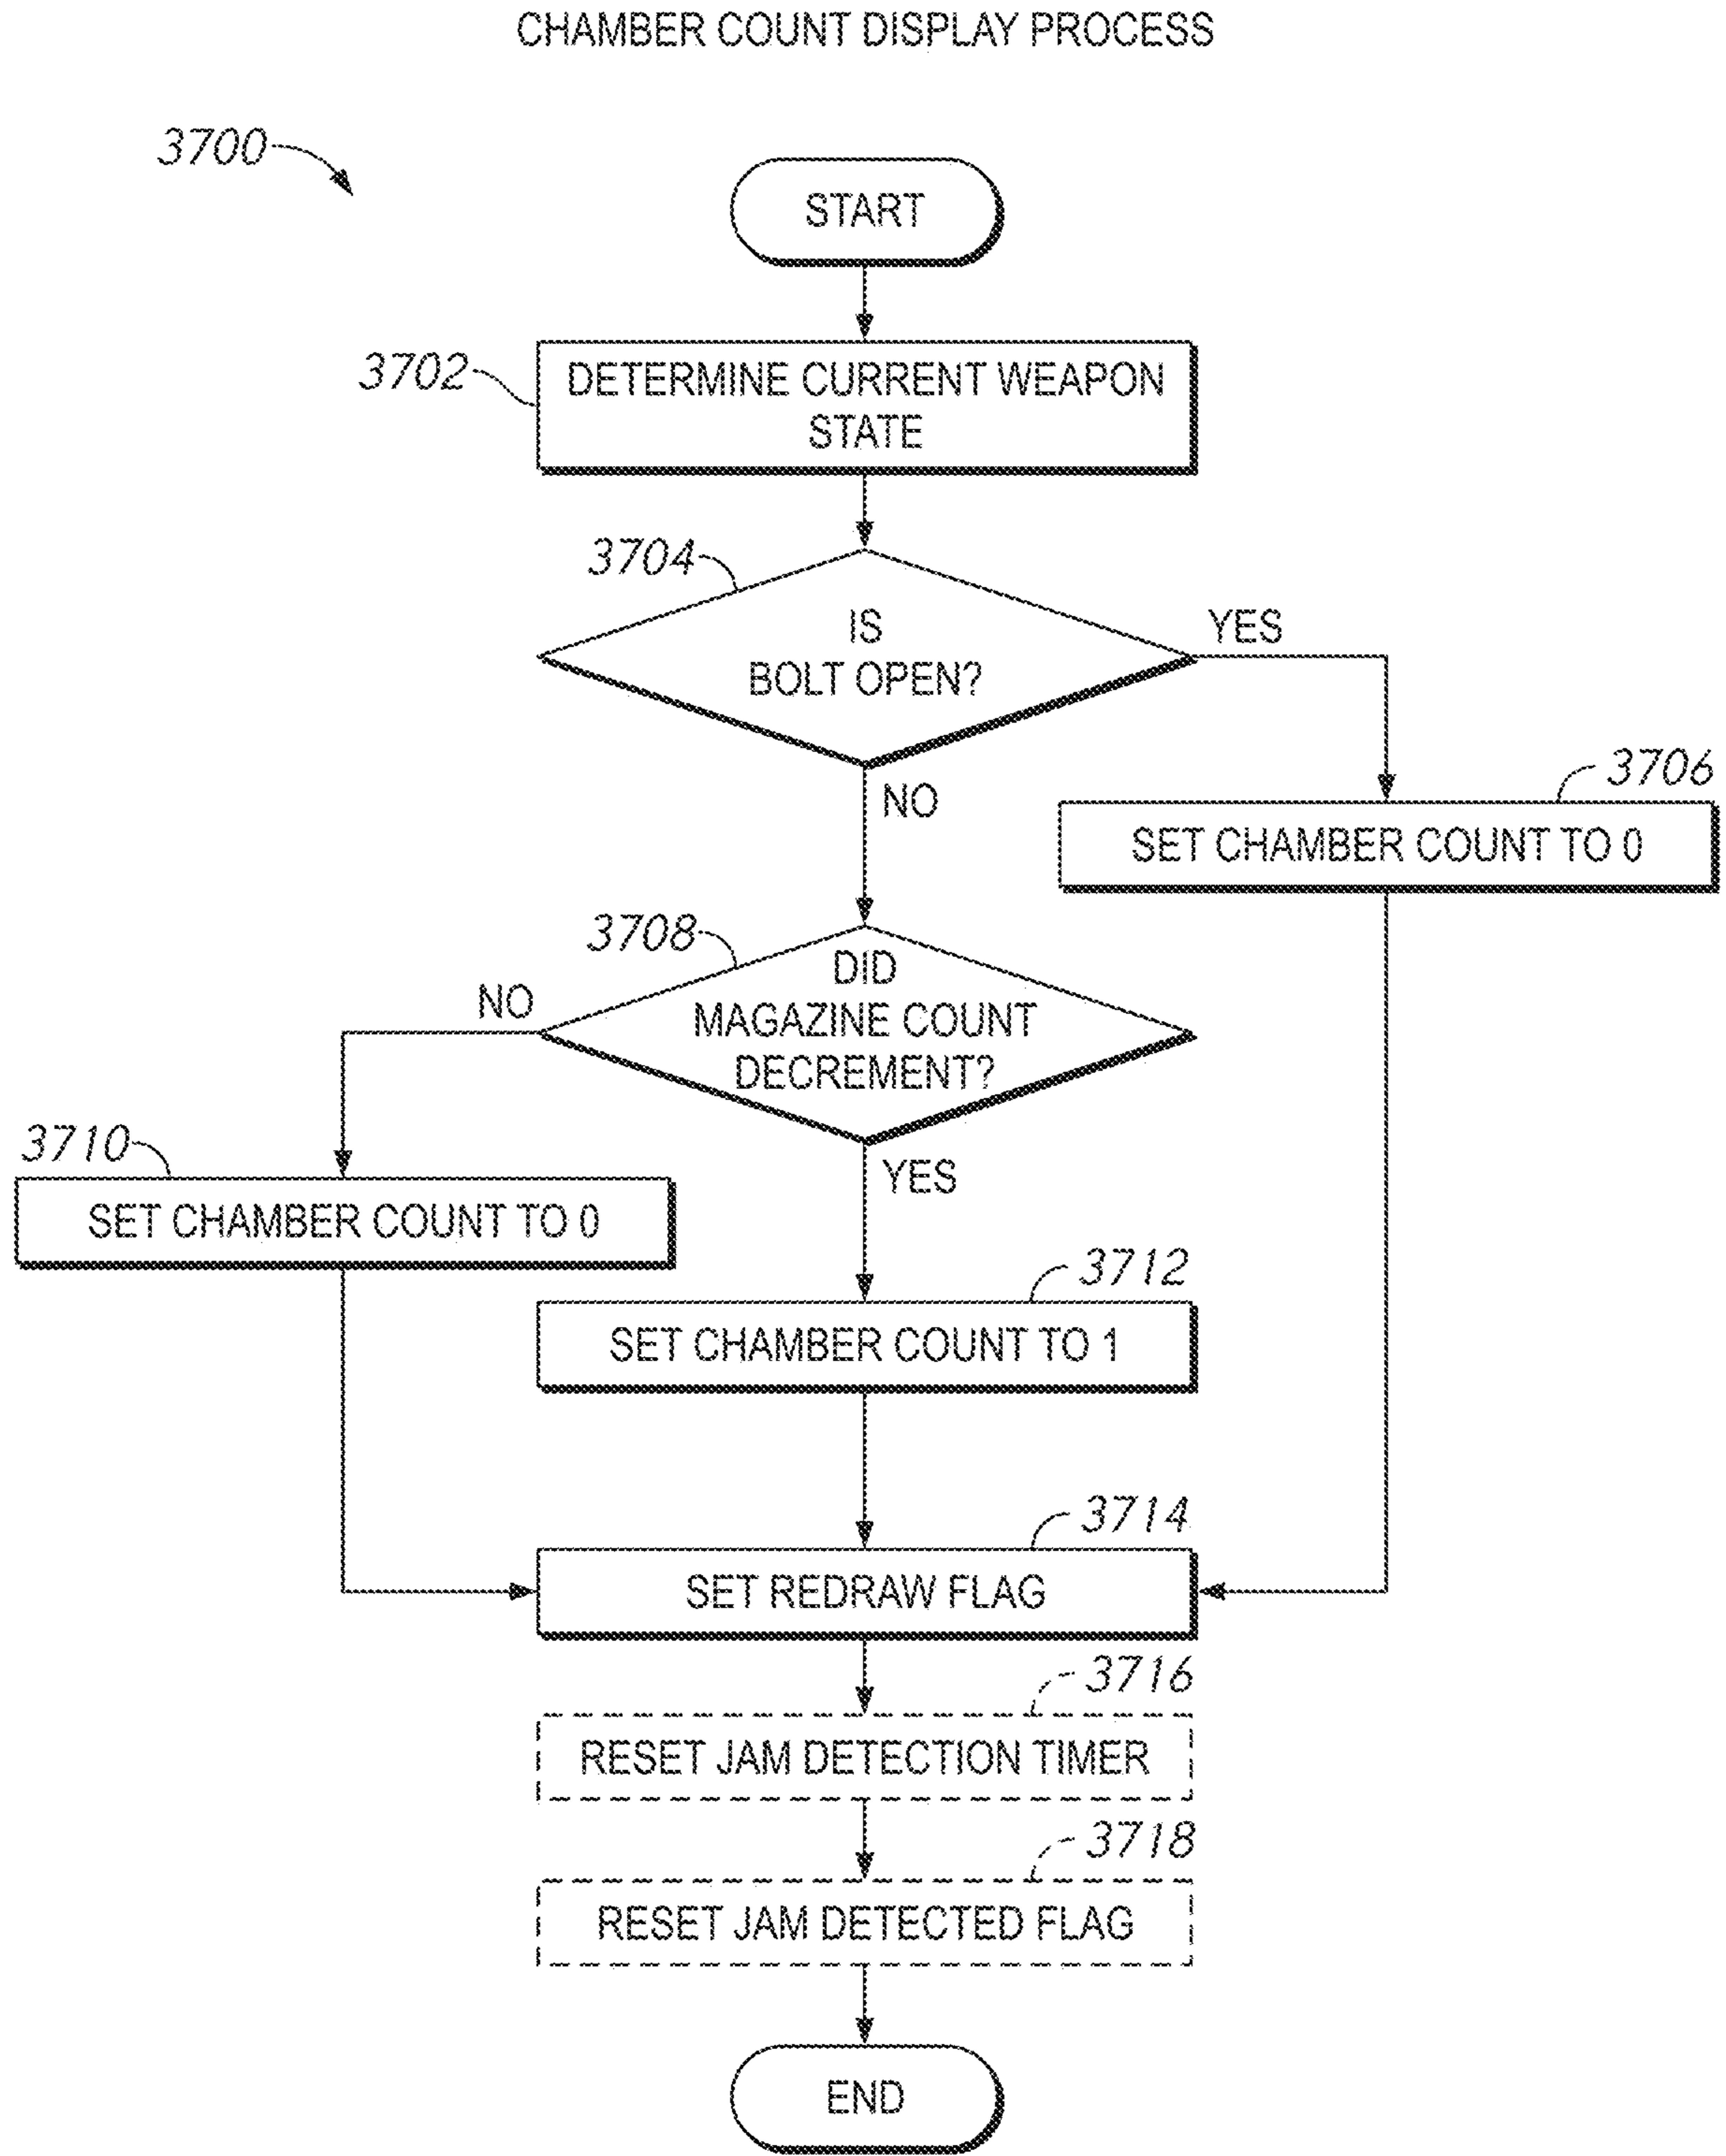 CHAMBER COUNT DISPLAY PROCESS
3700
START
3702
DETERMINE CURRENT WEAPON
STATE
3704
IS
BOLT OPEN?
YES
NO
3706
SET CHAMBER COUNT TO 0
3708
DID
MAGAZINE COUNT
DECREMENT?
NO
YES
3710
SET CHAMBER COUNT TO 0
3712
SET CHAMBER COUNT TO 1
3714
SET REDRAW FLAG
3716
RESET JAM DETECTION TIMER
3718
RESET JAM DETECTED FLAG
END